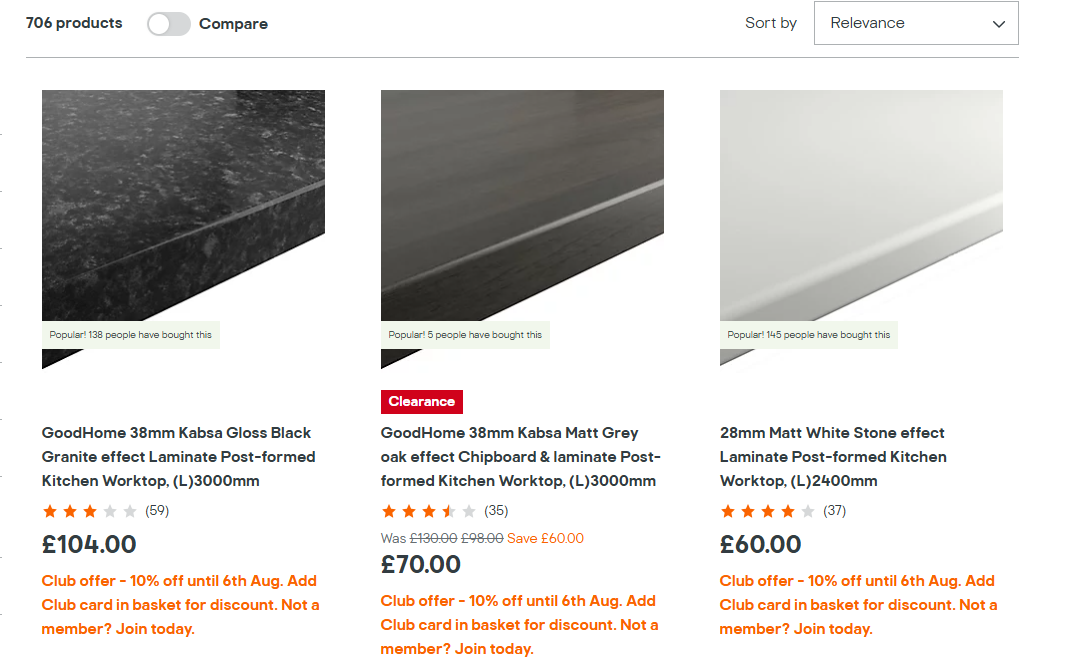 706 products
Compare
Sort by
Relevance
Popular! 138 people have bought this
Popular! 5 people have bought this
Popular! 145 people have bought this
Clearance
GoodHome 38mm Kabsa Gloss Black
Granite effect Laminate Post-formed
Kitchen Worktop, (L)3000mm
(59)
£104.00
Club offer - 10% off until 6th Aug. Add
Club card in basket for discount. Not a
member? Join today.
GoodHome 38mm Kabsa Matt Grey
oak effect Chipboard & laminate Post-
formed Kitchen Worktop, (L)3000mm
(35)
Was £130.00 £98.00 Save £60.00
£70.00
Club offer - 10% off until 6th Aug. Add
Club card in basket for discount. Not a
member? Join today.
28mm Matt White Stone effect
Laminate Post-formed Kitchen
Worktop, (L)2400mm
(37)
£60.00
Club offer - 10% off until 6th Aug. Add
Club card in basket for discount. Not a
member? Join today.